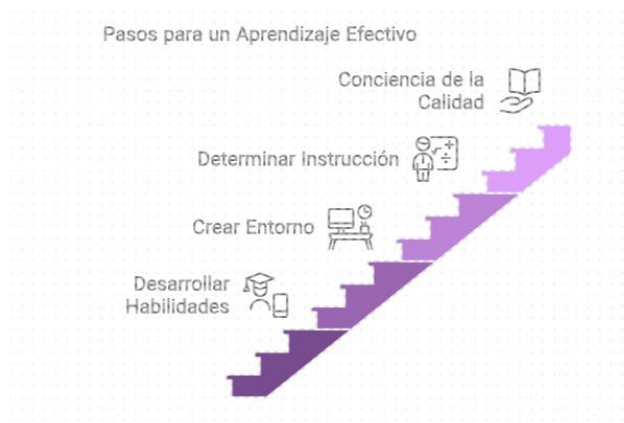 Pasos para un Aprendizaje Efectivo
Conciencia de la
Calidad
Determinar Instrucción
Crear Entorno
Desarrollar
Habilidades